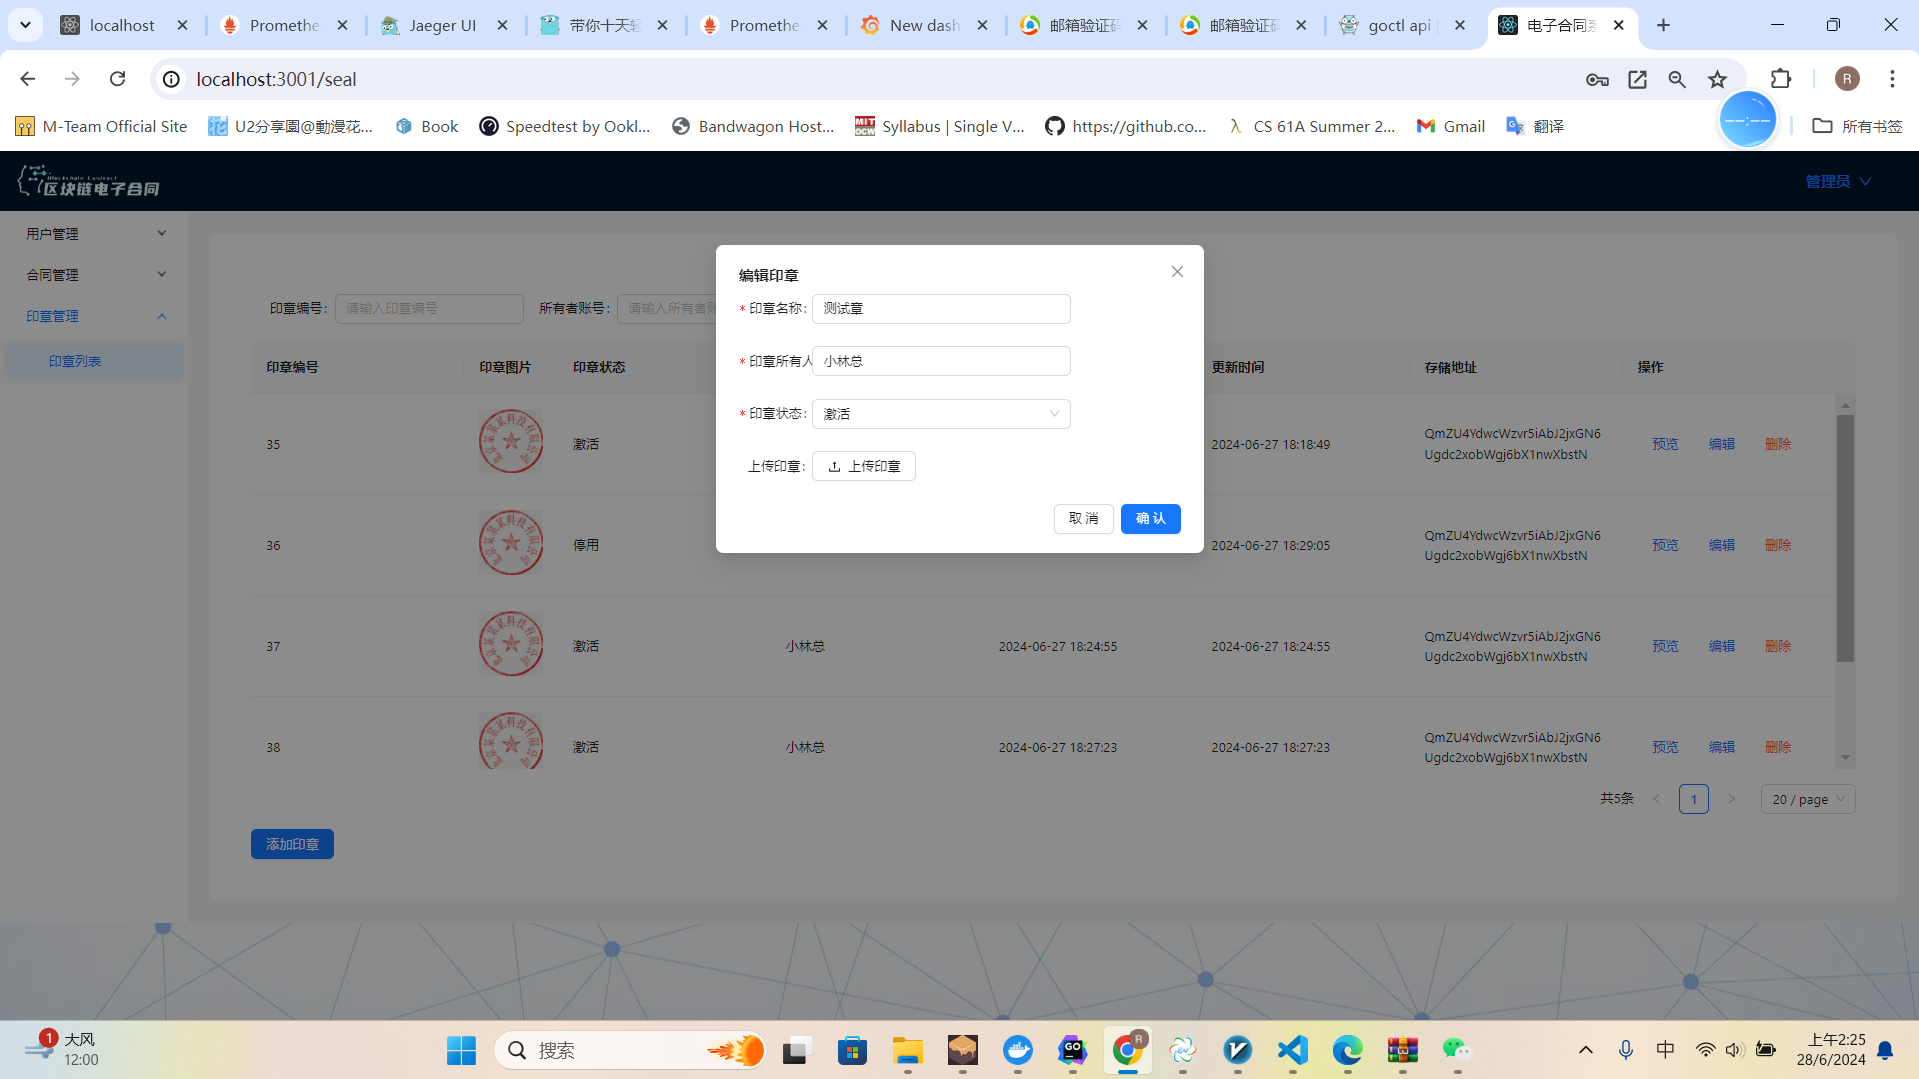 localhost
Promethe
Jaeger UI
带你十天轻
Promethe
New dash
邮箱验证码
邮箱验证码
goctl api
电子合同系
localhost:3001/seal
R
M-Team Official Site
U2分享園@動漫花...
Book
Speedtest by Ookl...
Bandwagon Host...
Syllabus | Single V...
https://github.co...
CS 61A Summer 2...
Gmail
翻译
--:--
所有书签
Blockchain Contract
区块链电子合同
管理员
用户管理
合同管理
印章管理
印章列表
印章编号: 请输入印章编号 所有者账号: 请输入所有者账
编辑印章
* 印章名称: 测试章
* 印章所有人 小林总
* 印章状态: 激活
上传印章: 上传印章
取 消 确 认
印章编号 印章图片 印章状态 更新时间 存储地址 操作
35 激活 2024-06-27 18:18:49 QmZU4YdwcWzvr5iAbJ2jxGN6
Ugdc2xobWgj6bX1nwXbstN 预览 编辑 删除
36 停用 2024-06-27 18:29:05 QmZU4YdwcWzvr5iAbJ2jxGN6
Ugdc2xobWgj6bX1nwXbstN 预览 编辑 删除
37 激活 小林总 2024-06-27 18:24:55 2024-06-27 18:24:55 QmZU4YdwcWzvr5iAbJ2jxGN6
Ugdc2xobWgj6bX1nwXbstN 预览 编辑 删除
38 激活 小林总 2024-06-27 18:27:23 2024-06-27 18:27:23 QmZU4YdwcWzvr5iAbJ2jxGN6
Ugdc2xobWgj6bX1nwXbstN 预览 编辑 删除
共5条 1 20 / page
添加印章
1
大风
12:00
搜索
中
上午2:25
28/6/2024